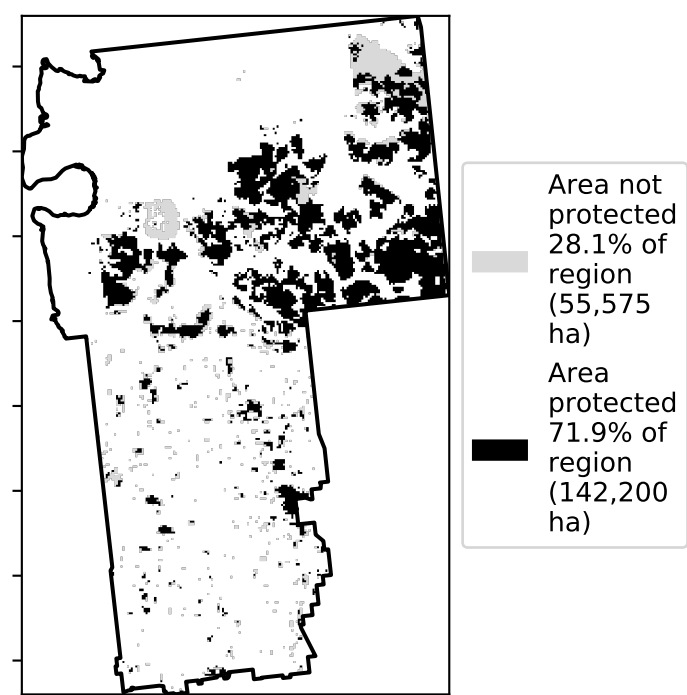 Area not
protected
28.1% of
region
(55,575
ha)
Area
protected
71.9% of
region
(142,200
ha)